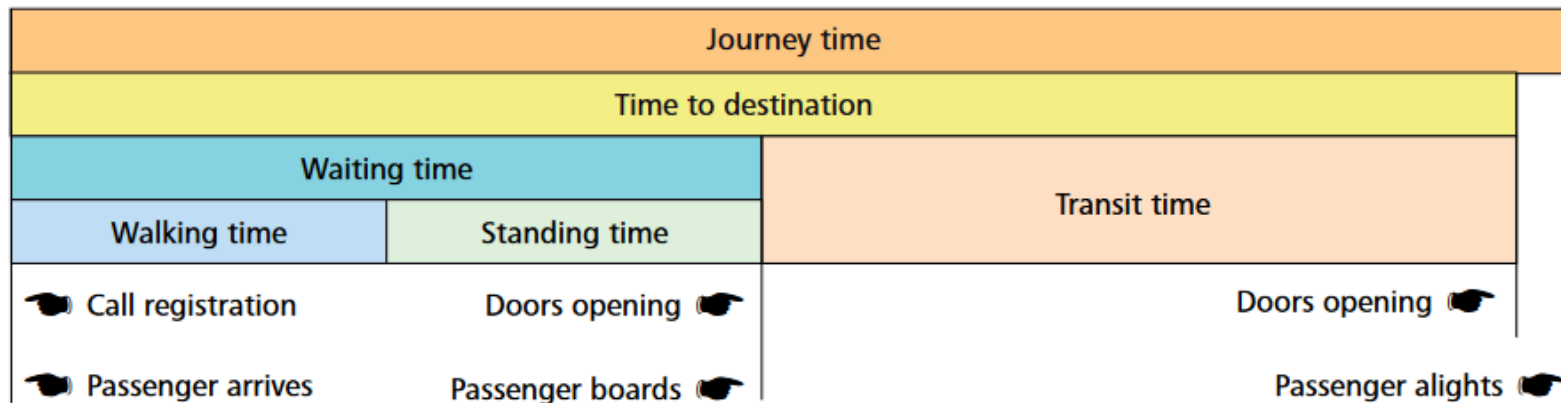 Journey time
Time to destination
Waiting time
Transit time
Walking time
Standing time
Call registration
Doors opening
Doors opening
Passenger arrives
Passenger boards
Passenger alights